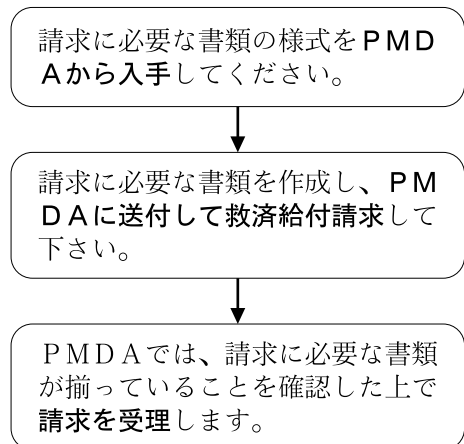 請求に必要な書類の様式をＰＭＤ
Ａから入手してください。
請求に必要な書類を作成し、ＰＭ
ＤＡに送付して救済給付請求して
下さい。
ＰＭＤＡでは、請求に必要な書類
が揃っていることを確認した上で
請求を受理します。